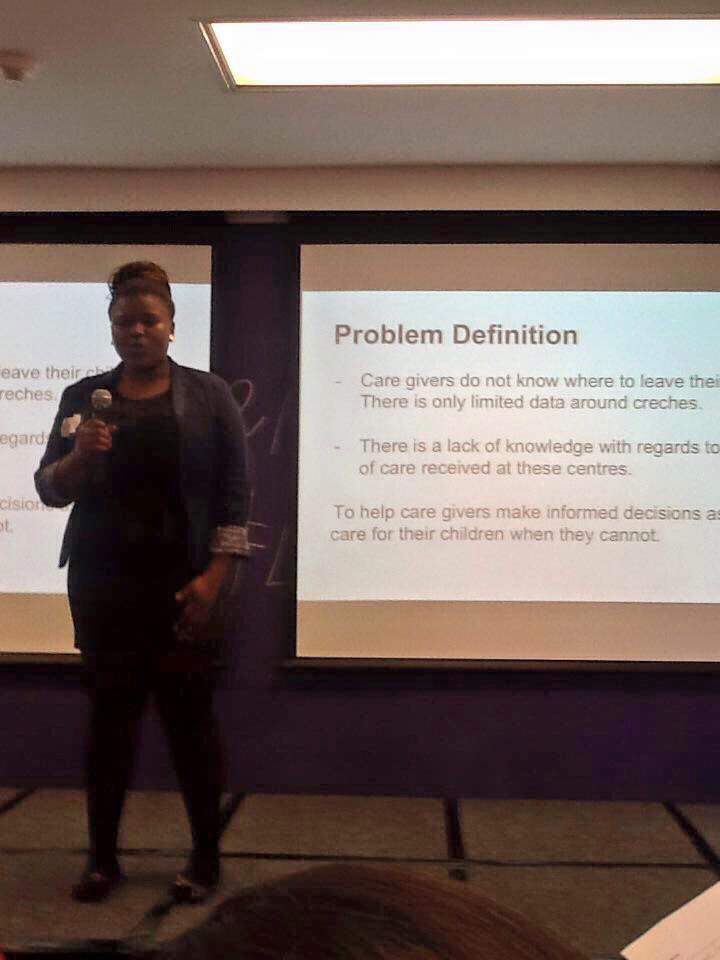 eave their
reches.
egard
cision
ot.
Problem Definition
- Care givers do not know where to leave thei
There is only limited data around creches.
- There is a lack of knowledge with regards to
of care received at these centres.
To help care givers make informed decisions as
care for their children when they cannot.